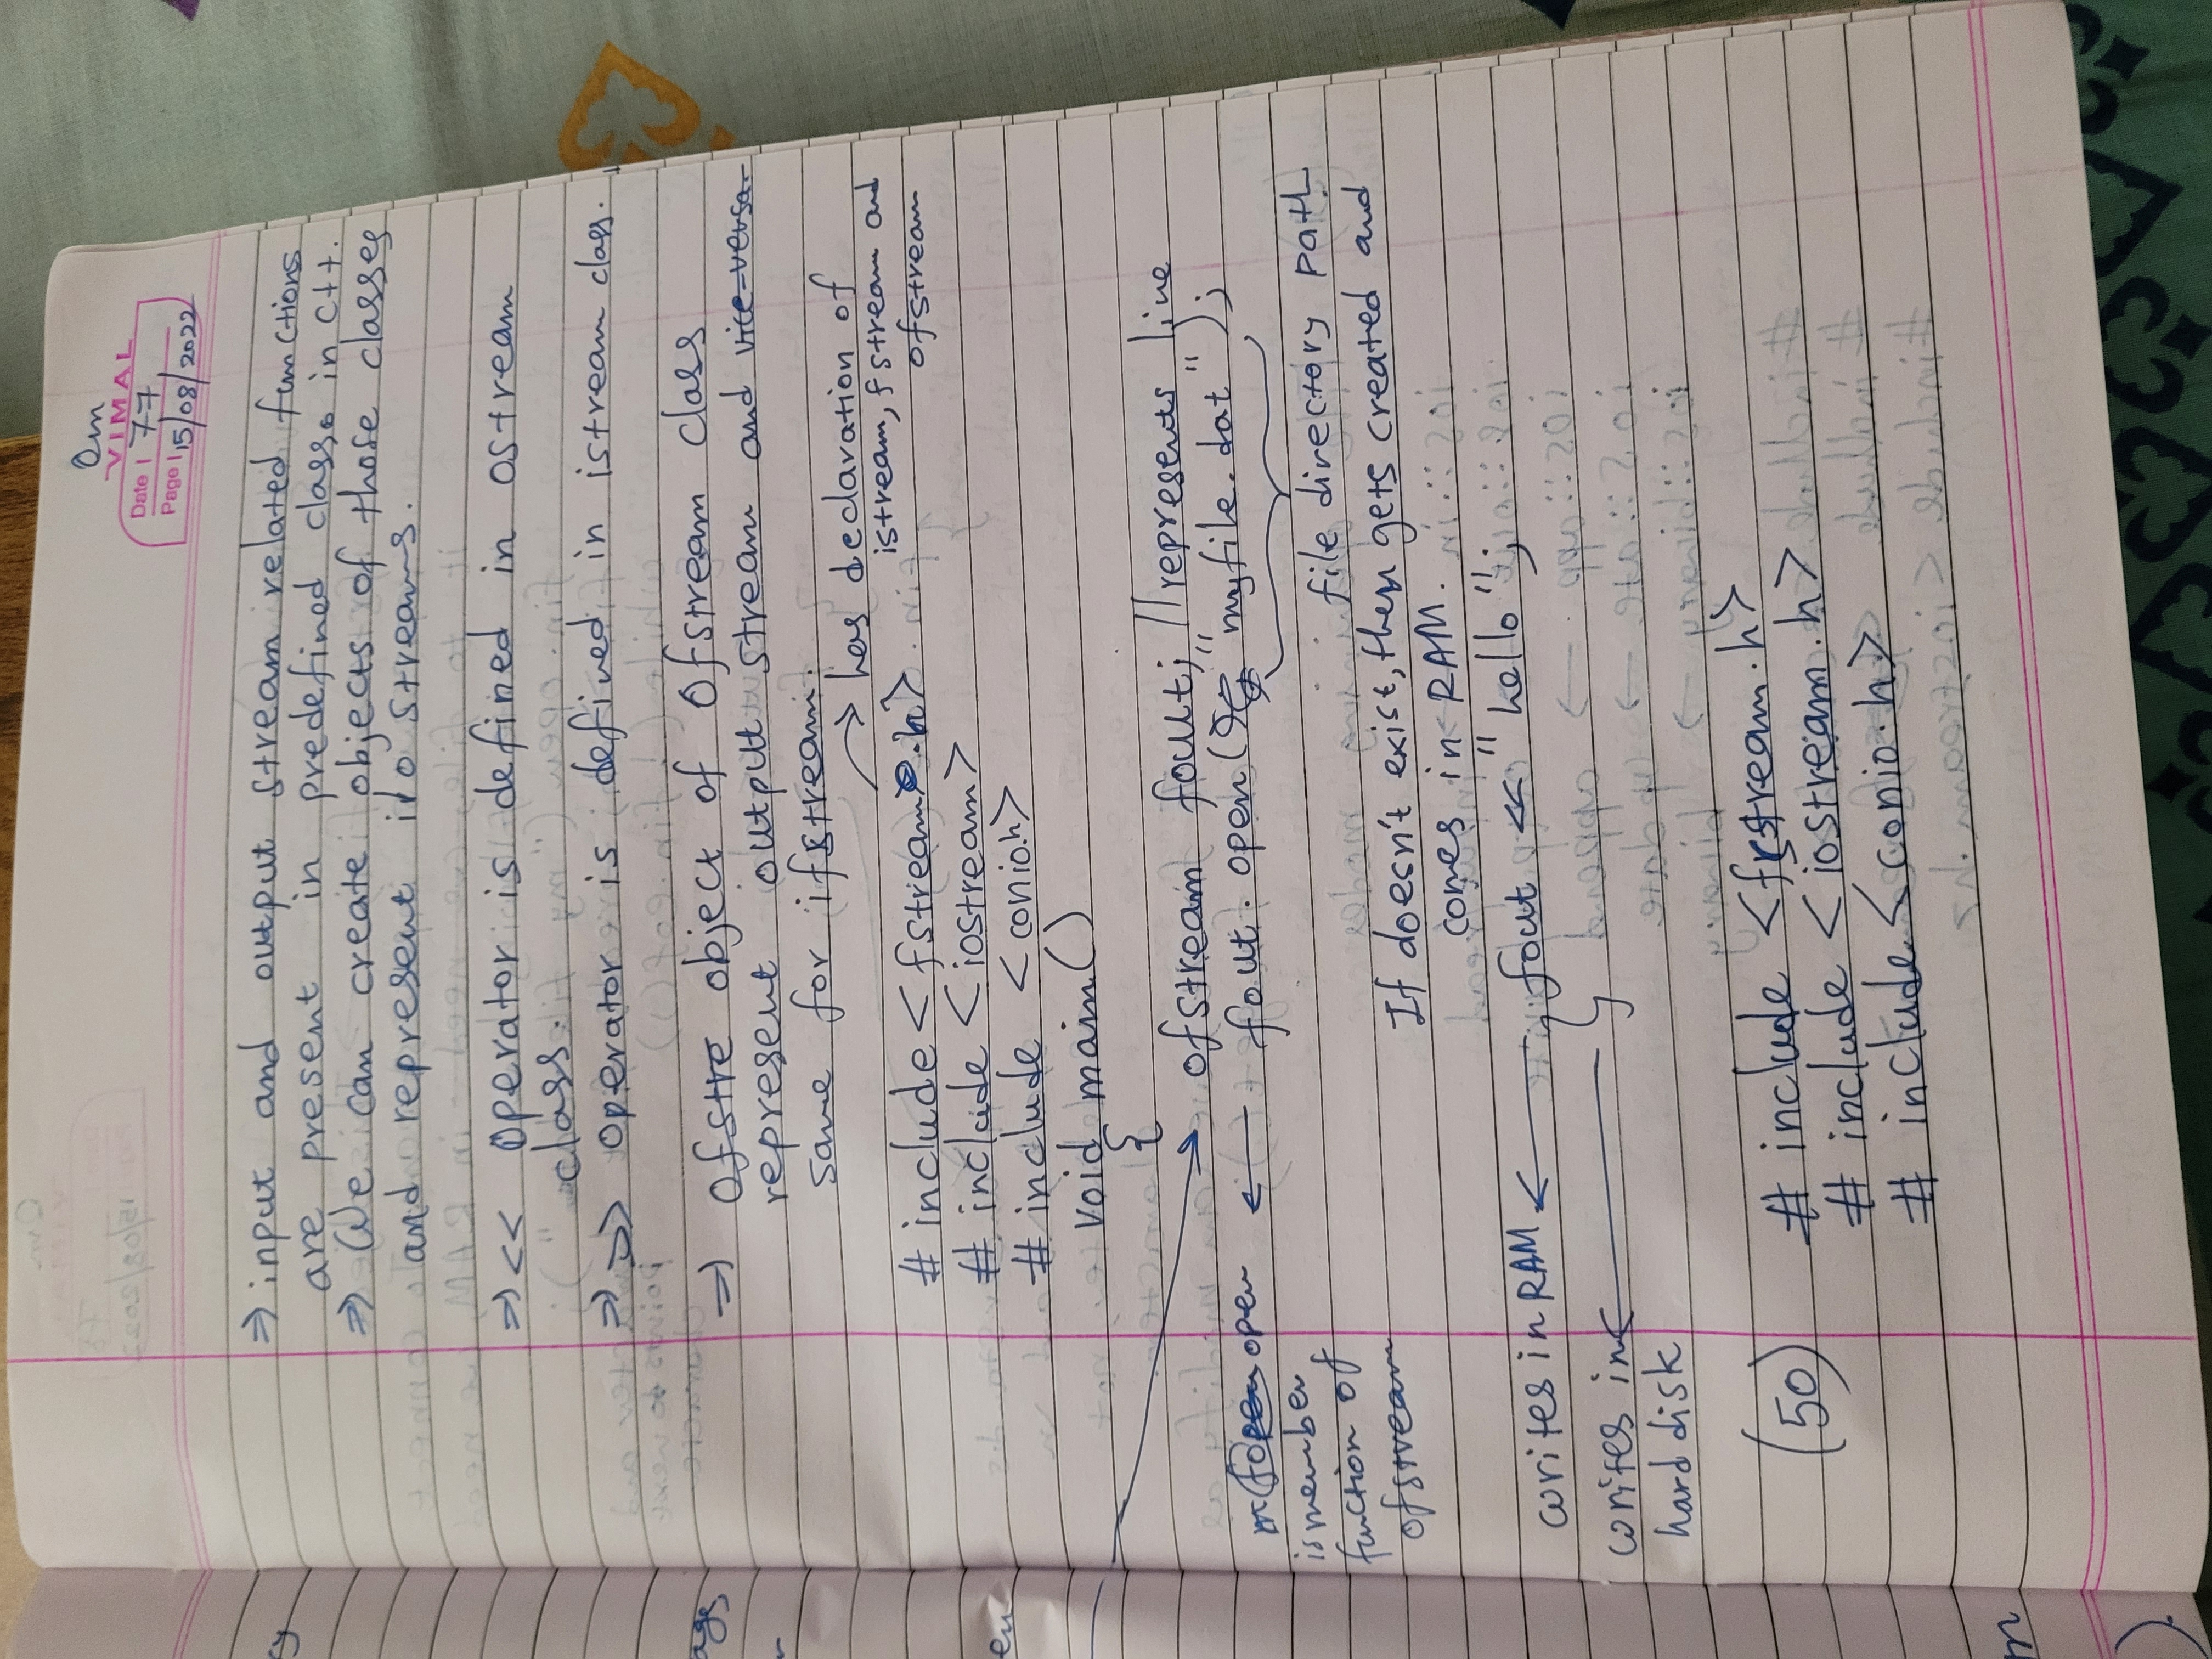 Om
VIMAL
Date | 77
Page | 15/08/2022
⇒ input and output stream related functions
are present in predefined class in C++.
⇒ We can create objects of those classes
and represent i/o streams.
⇒ << operator is defined in ostream
class.
⇒ >> operator is defined in istream class.
⇒ ofstre object of Ofstream class
represent output stream and vice-versa
same for ifstream.
→ has declaration of
istream, fstream and
ofstream
# include < fstream.h>
# include <iostream>
# include <conio.h>
void main()
{
ofstream fout; //represents line
fout. open( "myfile.dat" );
open
is member
function of
ofstream
file directory path
If doesn't exist, then gets created and
comes in RAM.
fout << "hello";
writes in RAM
}
writes in
hard disk
(50)
# include <fstream.h>
# include <iostream.h>
# include <conio.h>